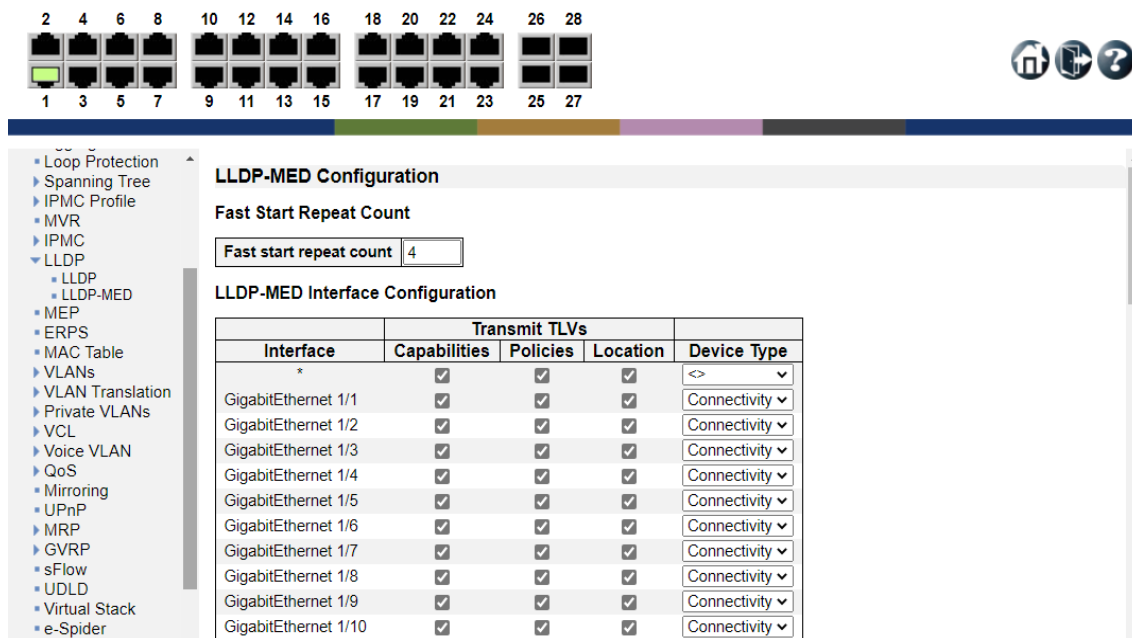 2 4 6 8 10 12 14 16 18 20 22 24 26 28
1 3 5 7 9 11 13 15 17 19 21 23 25 27
?
Loop Protection
Spanning Tree
IPMC Profile
MVR
IPMC
LLDP
LLDP
LLDP-MED
MEP
ERPS
MAC Table
VLANs
VLAN Translation
Private VLANs
VCL
Voice VLAN
QoS
Mirroring
UPnP
MRP
GVRP
sFlow
UDLD
Virtual Stack
e-Spider
LLDP-MED Configuration
Fast Start Repeat Count
Fast start repeat count 4
LLDP-MED Interface Configuration
Transmit TLVs
Interface Capabilities Policies Location Device Type
* <>
GigabitEthernet 1/1 Connectivity
GigabitEthernet 1/2 Connectivity
GigabitEthernet 1/3 Connectivity
GigabitEthernet 1/4 Connectivity
GigabitEthernet 1/5 Connectivity
GigabitEthernet 1/6 Connectivity
GigabitEthernet 1/7 Connectivity
GigabitEthernet 1/8 Connectivity
GigabitEthernet 1/9 Connectivity
GigabitEthernet 1/10 Connectivity